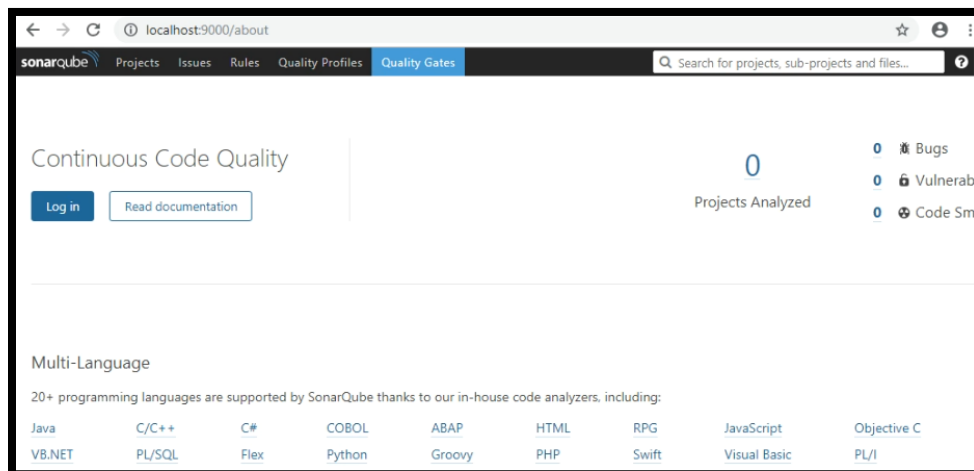 localhost:9000/about
sonarqube Projects Issues Rules Quality Profiles Quality Gates Search for projects, sub-projects and files... ?
Continuous Code Quality
Log in Read documentation
0
Projects Analyzed
0 Bugs
0 Vulnerab
0 Code Sm
Multi-Language
20+ programming languages are supported by SonarQube thanks to our in-house code analyzers, including:
Java C/C++ C# COBOL ABAP HTML RPG JavaScript Objective C
VB.NET PL/SQL Flex Python Groovy PHP Swift Visual Basic PL/I